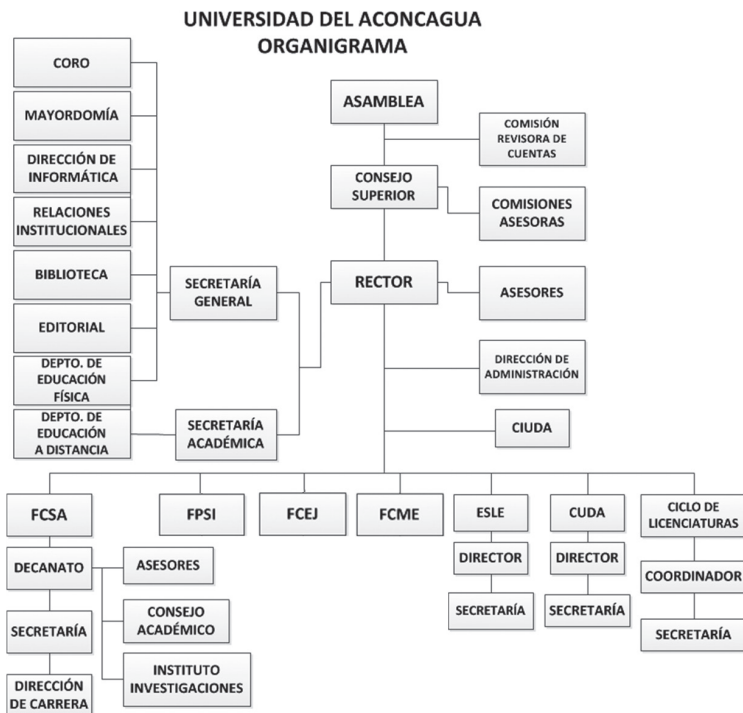 UNIVERSIDAD DEL ACONCAGUA
ORGANIGRAMA
CORO
MAYORDOMÍA
DIRECCIÓN DE
INFORMÁTICA
RELACIONES
INSTITUCIONALES
BIBLIOTECA
EDITORIAL
DEPTO. DE
EDUCACIÓN
FÍSICA
DEPTO. DE
EDUCACIÓN
A DISTANCIA
SECRETARÍA
GENERAL
SECRETARÍA
ACADÉMICA
ASAMBLEA
COMISIÓN
REVISORA DE
CUENTAS
CONSEJO
SUPERIOR
COMISIONES
ASESORAS
RECTOR
ASESORES
DIRECCIÓN DE
ADMINISTRACIÓN
CIUDA
FCSA
FPSI
FCEJ
FCME
ESLE
CUDA
CICLO DE
LICENCIATURAS
DECANATO
ASESORES
DIRECTOR
DIRECTOR
COORDINADOR
SECRETARÍA
CONSEJO
ACADÉMICO
SECRETARÍA
SECRETARÍA
SECRETARÍA
DIRECCIÓN
DE CARRERA
INSTITUTO
INVESTIGACIONES